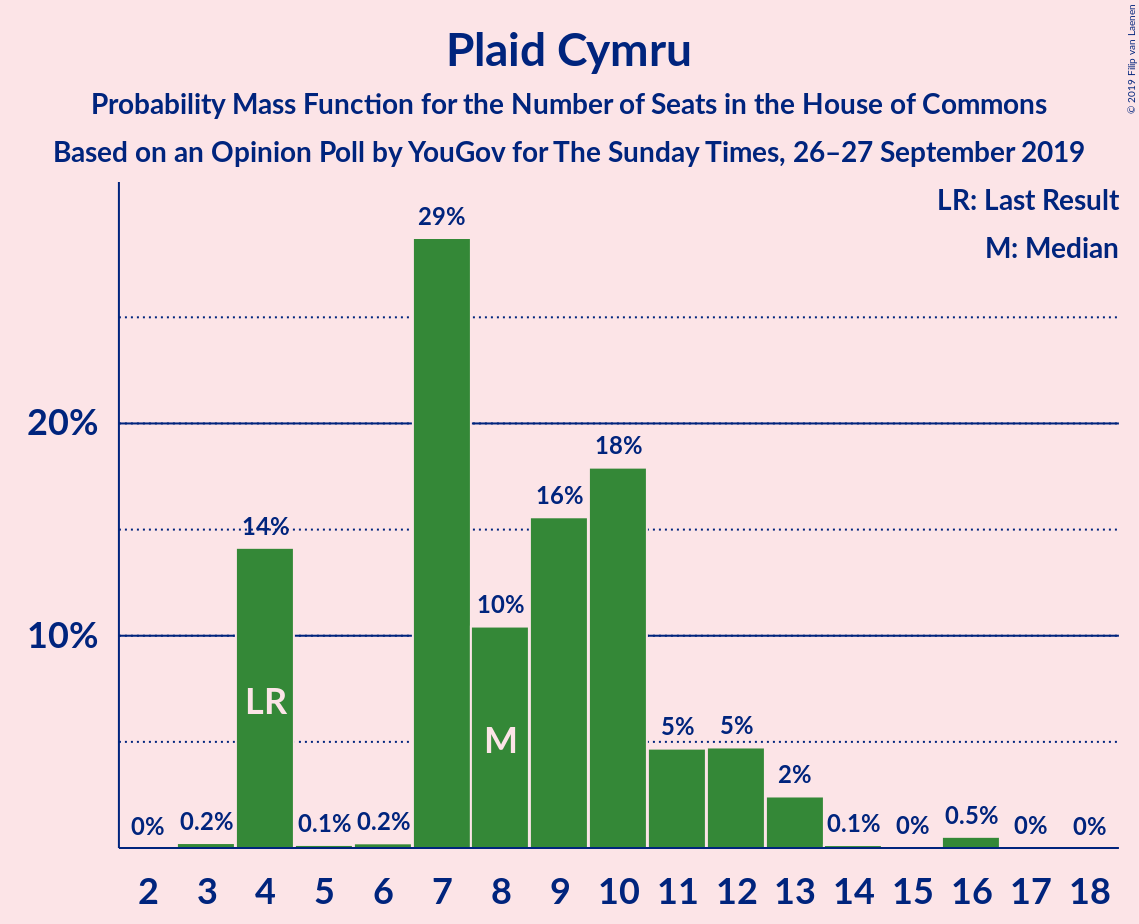 Plaid Cymru
Probability Mass Function for the Number of Seats in the House of Commons
Based on an Opinion Poll by YouGov for The Sunday Times, 26–27 September 2019
© 2019 Filip van Laenen
LR: Last Result
M: Median
20%
10%
0%
0.2%
14%
0.1%
0.2%
29%
10%
16%
18%
5%
5%
2%
0.1%
0%
0.5%
0%
0%
LR
M
2 3 4 5 6 7 8 9 10 11 12 13 14 15 16 17 18